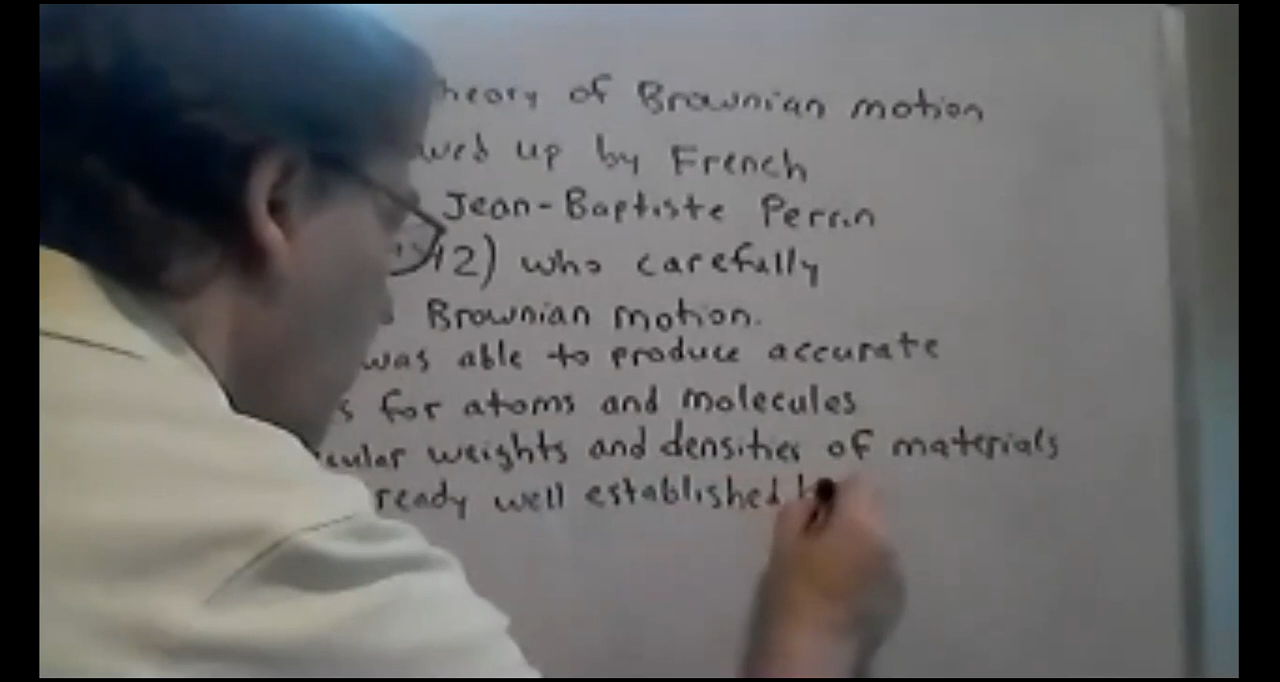 heory of Brownian motion
wed up by French
Jean-Baptiste Perrin
12) who carefully
Brownian motion.
was able to produce accurate
s for atoms and molecules
cular weights and densities of materials
ready well established